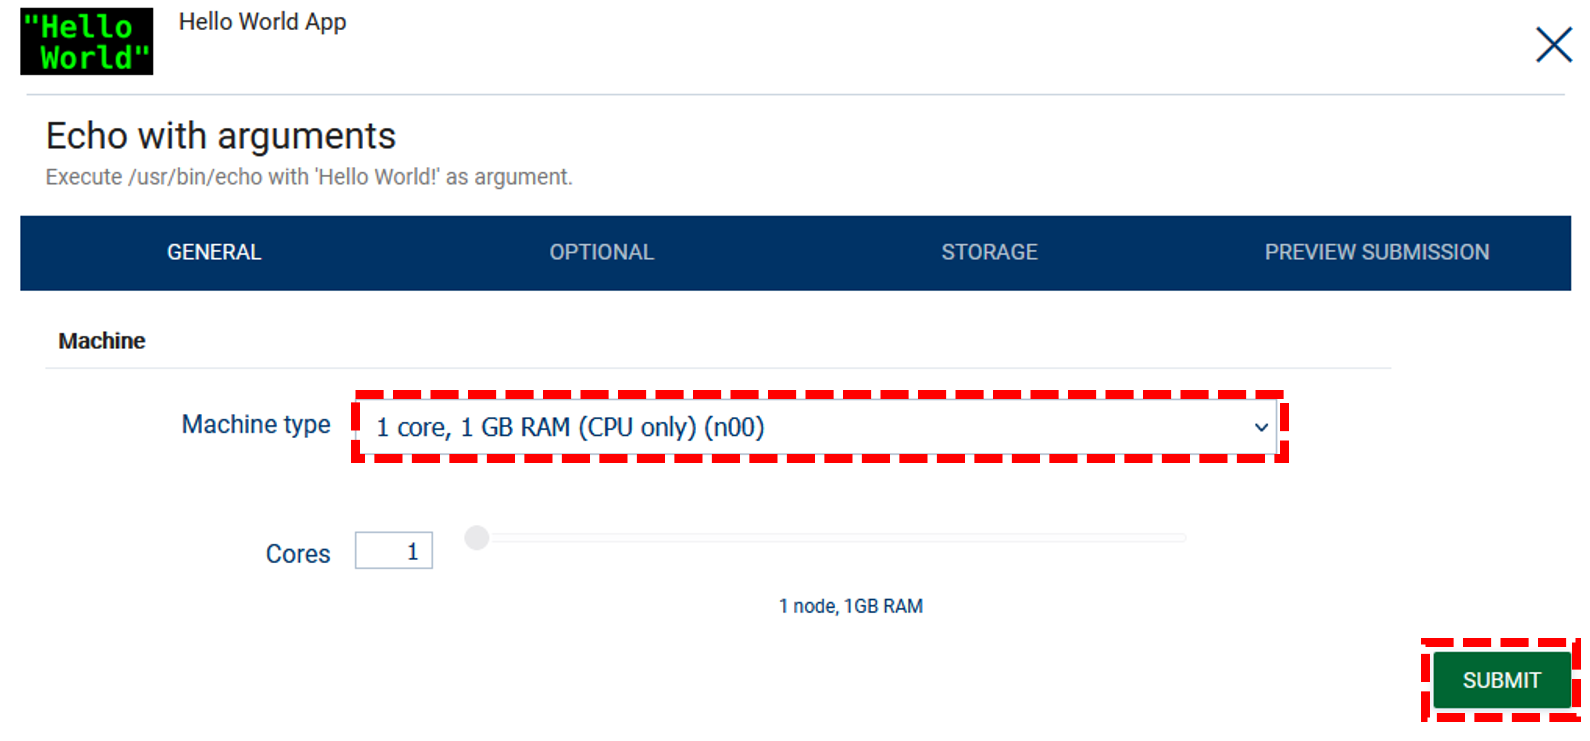 "Hello
World"
Hello World App
Echo with arguments
Execute /usr/bin/echo with 'Hello World!' as argument.
GENERAL OPTIONAL STORAGE PREVIEW SUBMISSION
Machine
Machine type 1 core, 1 GB RAM (CPU only) (n00)
Cores 1
1 node, 1GB RAM
SUBMIT